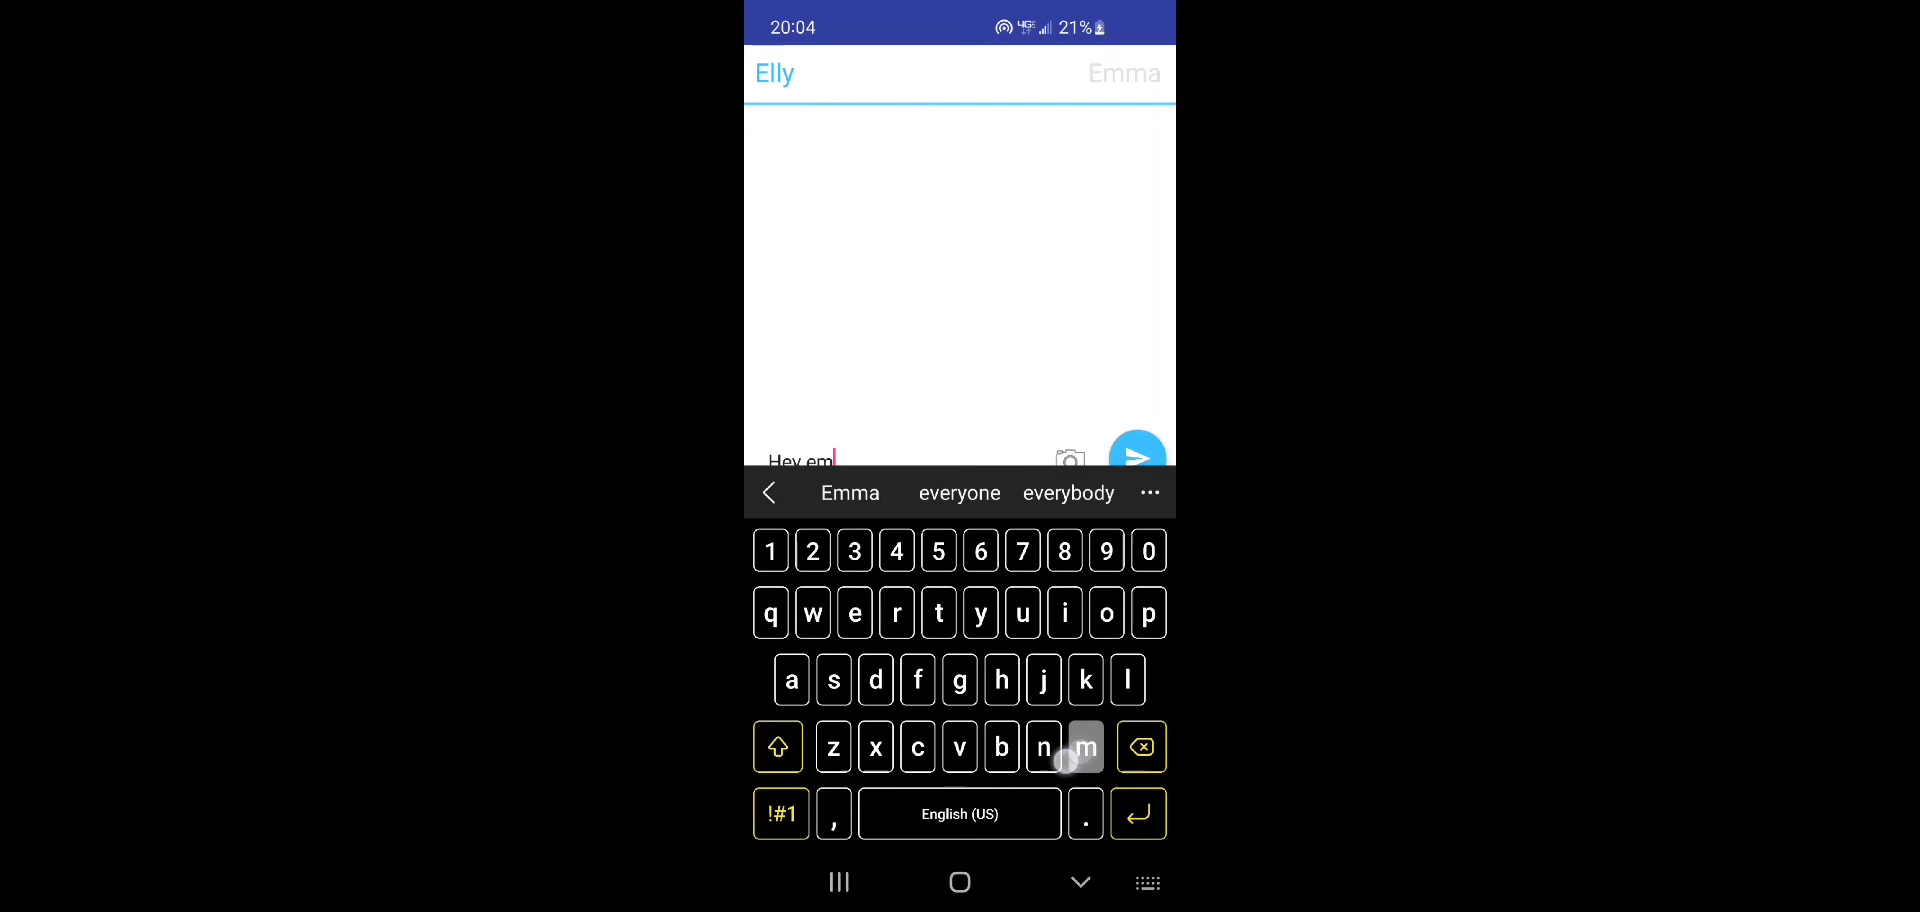 20:04 4GE 21%
Elly Emma
Hey em
Emma everyone everybody ...
1 2 3 4 5 6 7 8 9 0
q w e r t y u i o p
a s d f g h j k l
z x c v b n m
!#1 , English (US) .